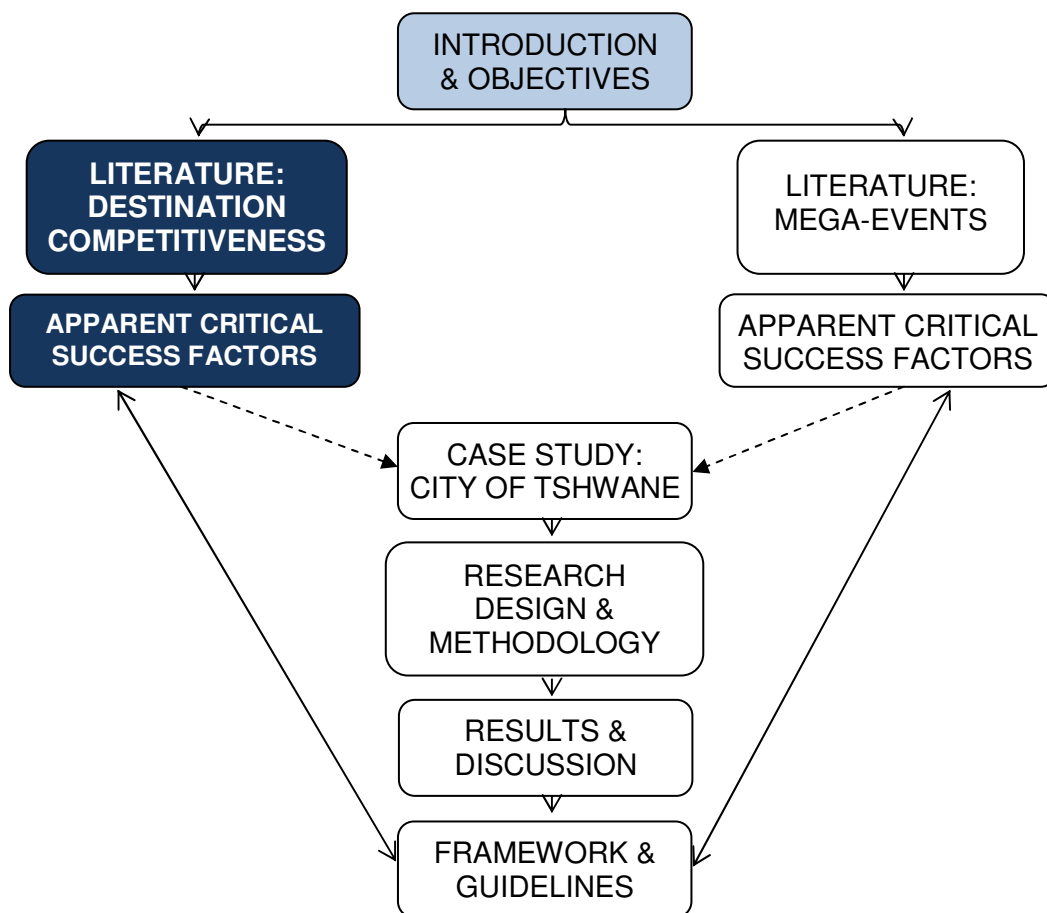 INTRODUCTION
& OBJECTIVES
LITERATURE:
DESTINATION
COMPETITIVENESS
LITERATURE:
MEGA-EVENTS
APPARENT CRITICAL
SUCCESS FACTORS
APPARENT CRITICAL
SUCCESS FACTORS
CASE STUDY:
CITY OF TSHWANE
RESEARCH
DESIGN &
METHODOLOGY
RESULTS &
DISCUSSION
FRAMEWORK &
GUIDELINES